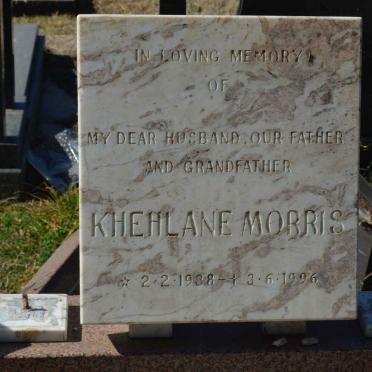 IN LOVING MEMORY
OF
MY DEAR HUSBAND, OUR FATHER
AND GRANDFATHER
KHEHLANE MORRIS
☆ 2·2·1938 - ✝ 3·6·1996